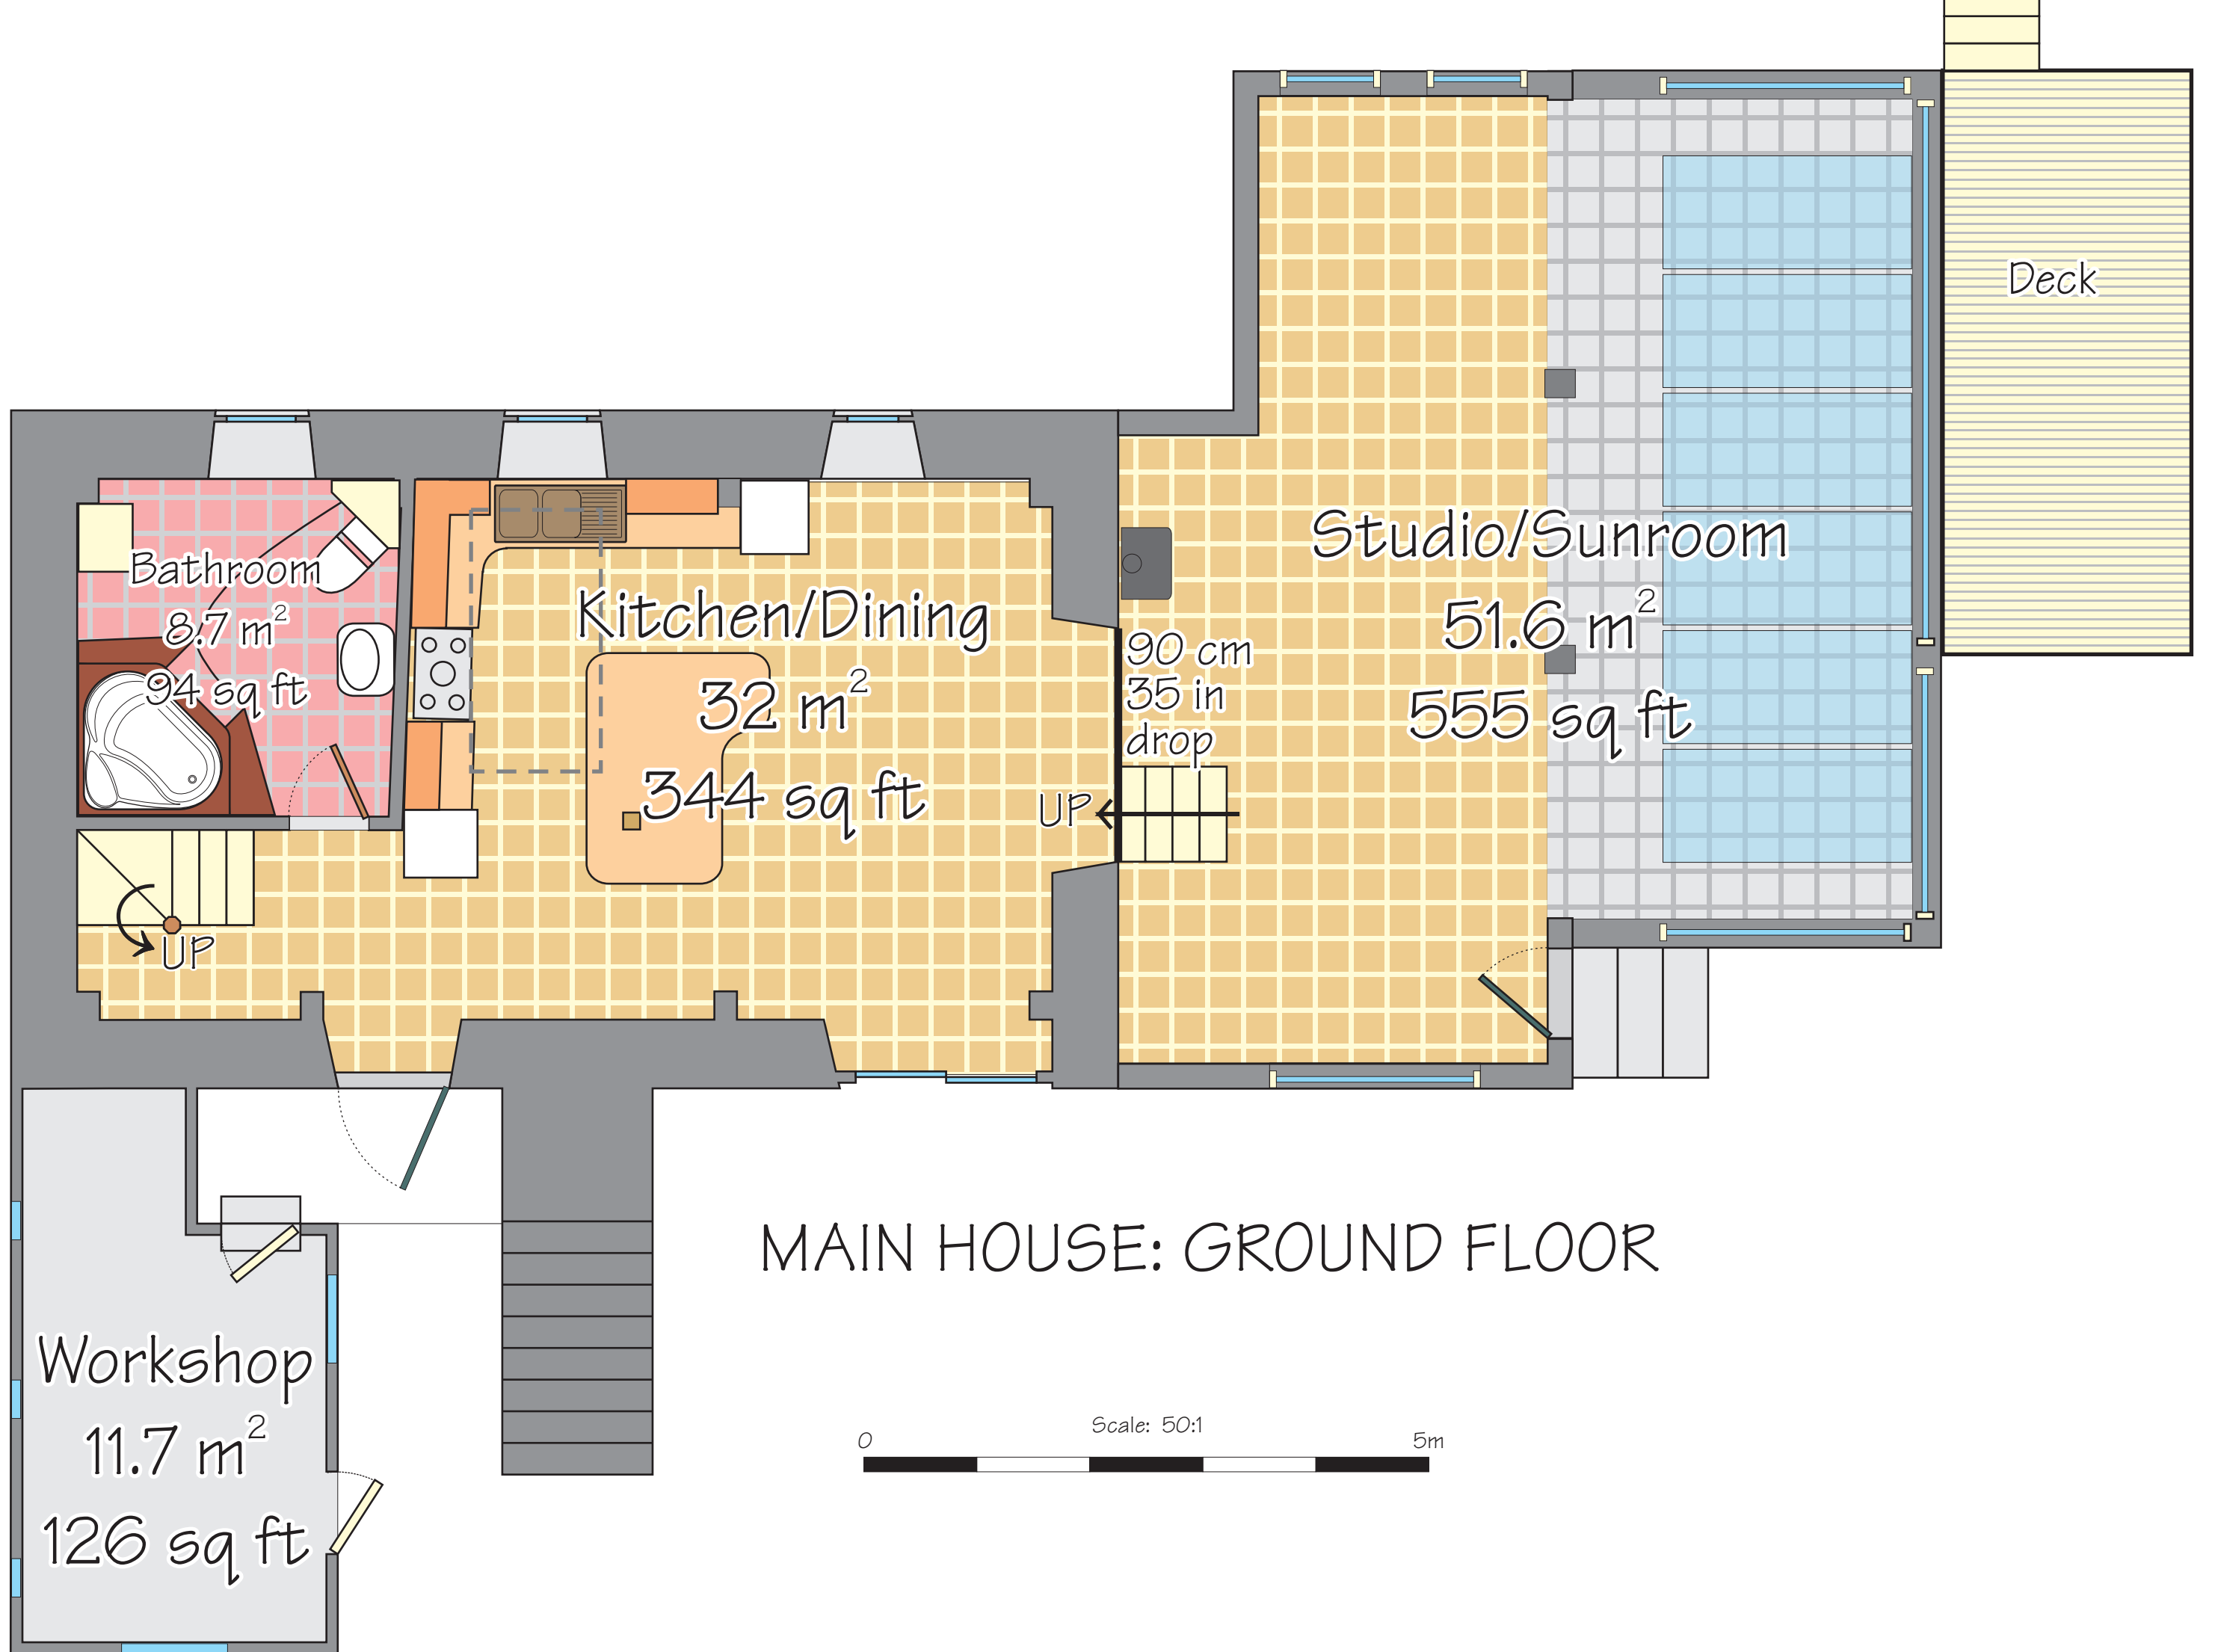 Deck
Bathroom
8.7 m²
94 sq ft
Kitchen/Dining
32 m²
344 sq ft
Studio/Sunroom
51.6 m²
555 sq ft
90 cm
35 in
drop
UP
UP
MAIN HOUSE: GROUND FLOOR
Workshop
11.7 m²
126 sq ft
Scale: 50:1
0
5m